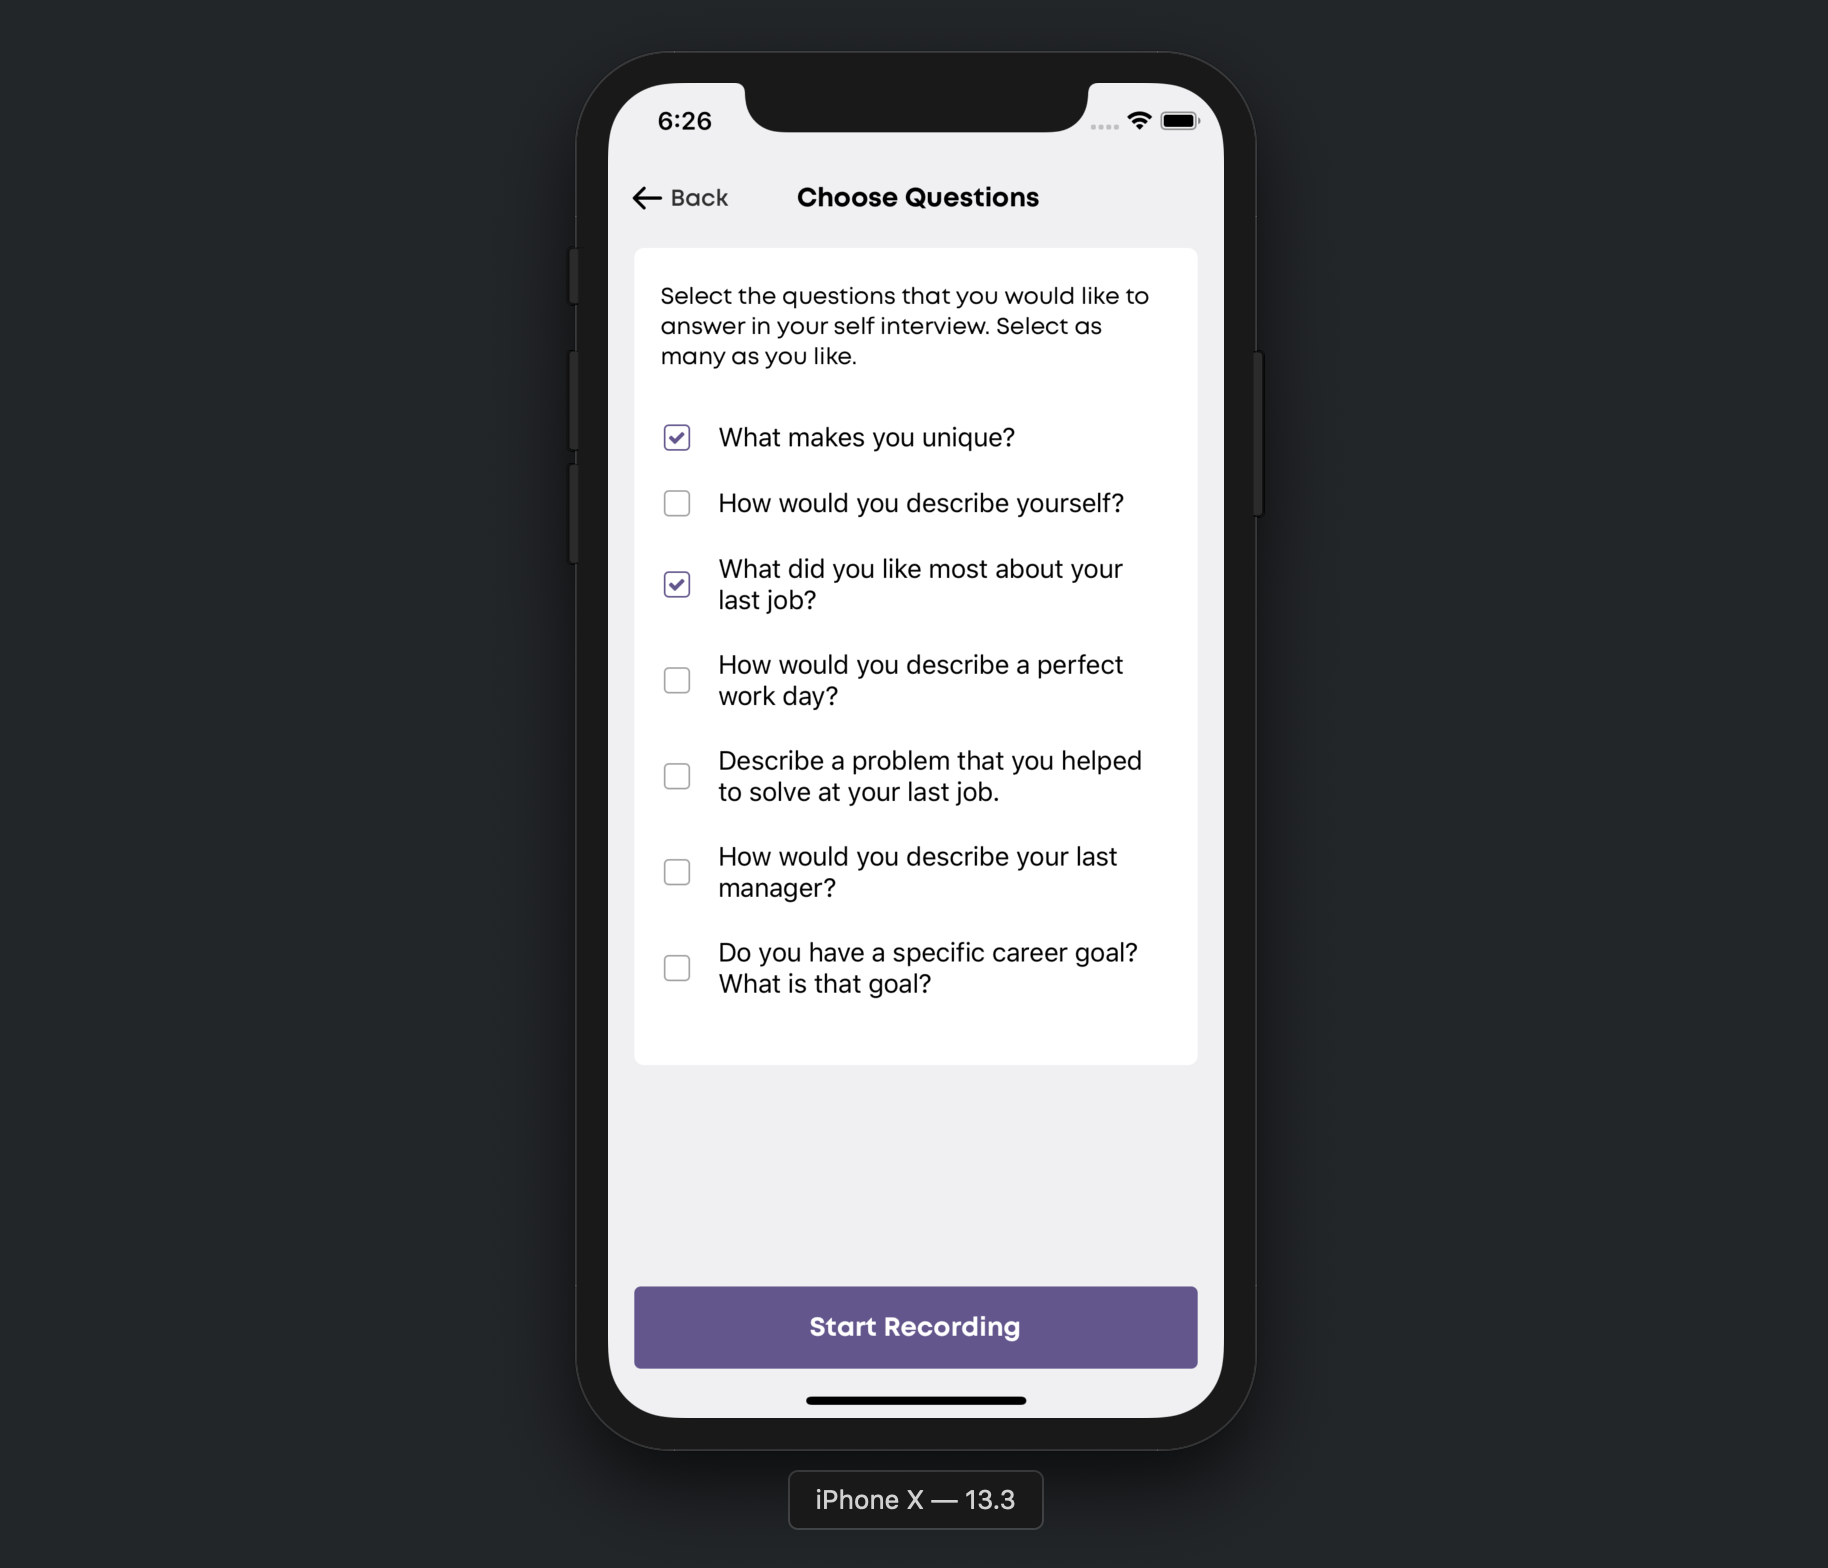 6:26
Back
Choose Questions
Select the questions that you would like to
answer in your self interview. Select as
many as you like.
What makes you unique?
How would you describe yourself?
What did you like most about your
last job?
How would you describe a perfect
work day?
Describe a problem that you helped
to solve at your last job.
How would you describe your last
manager?
Do you have a specific career goal?
What is that goal?
Start Recording
iPhone X — 13.3